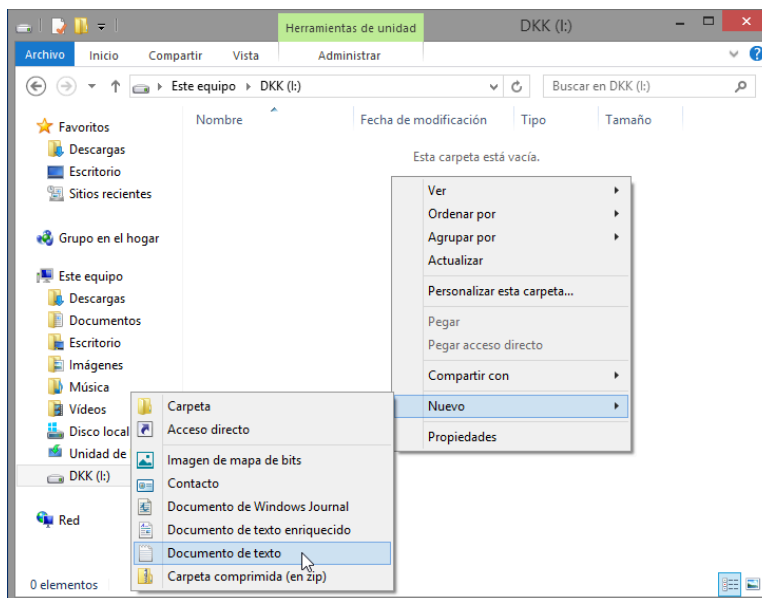 Herramientas de unidad
DKK (I:)
Archivo
Inicio
Compartir
Vista
Administrar
Este equipo
DKK (I:)
Buscar en DKK (I:)
Nombre
Fecha de modificación
Tipo
Tamaño
Esta carpeta está vacía.
Favoritos
Descargas
Escritorio
Sitios recientes
Grupo en el hogar
Este equipo
Descargas
Documentos
Escritorio
Imágenes
Música
Vídeos
Disco local
Unidad de
DKK (I:)
Red
0 elementos
Ver
Ordenar por
Agrupar por
Actualizar
Personalizar esta carpeta...
Pegar
Pegar acceso directo
Compartir con
Nuevo
Propiedades
Carpeta
Acceso directo
Imagen de mapa de bits
Contacto
Documento de Windows Journal
Documento de texto enriquecido
Documento de texto
Carpeta comprimida (en zip)